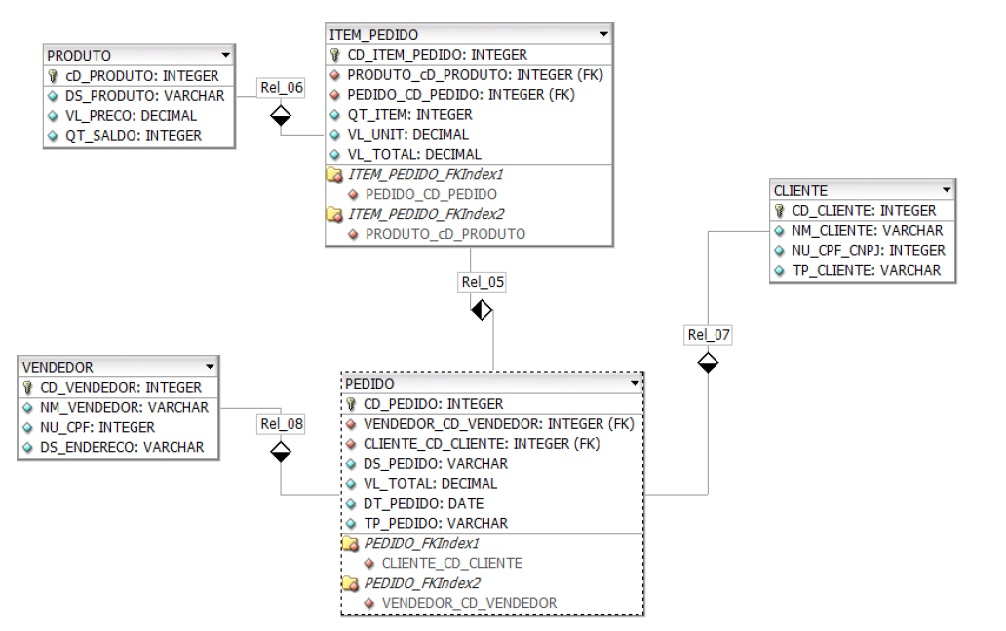 PRODUTO
cD_PRODUTO: INTEGER
DS_PRODUTO: VARCHAR
VL_PRECO: DECIMAL
QT_SALDO: INTEGER
Rel_06
ITEM_PEDIDO
CD_ITEM_PEDIDO: INTEGER
PRODUTO_cD_PRODUTO: INTEGER (FK)
PEDIDO_CD_PEDIDO: INTEGER (FK)
QT_ITEM: INTEGER
VL_UNIT: DECIMAL
VL_TOTAL: DECIMAL
ITEM_PEDIDO_FKIndex1
PEDIDO_CD_PEDIDO
ITEM_PEDIDO_FKIndex2
PRODUTO_cD_PRODUTO
CLIENTE
CD_CLIENTE: INTEGER
NM_CLIENTE: VARCHAR
NU_CPF_CNPJ: INTEGER
TP_CLIENTE: VARCHAR
Rel_05
Rel_07
VENDEDOR
CD_VENDEDOR: INTEGER
NM_VENDEDOR: VARCHAR
NU_CPF: INTEGER
DS_ENDERECO: VARCHAR
Rel_08
PEDIDO
CD_PEDIDO: INTEGER
VENDEDOR_CD_VENDEDOR: INTEGER (FK)
CLIENTE_CD_CLIENTE: INTEGER (FK)
DS_PEDIDO: VARCHAR
VL_TOTAL: DECIMAL
DT_PEDIDO: DATE
TP_PEDIDO: VARCHAR
PEDIDO_FKIndex1
CLIENTE_CD_CLIENTE
PEDIDO_FKIndex2
VENDEDOR_CD_VENDEDOR